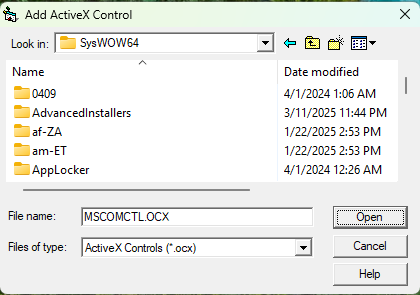 Add ActiveX Control
Look in: SysWOW64
Name Date modified
0409 4/1/2024 1:06 AM
AdvancedInstallers 3/11/2025 11:44 PM
af-ZA 1/22/2025 2:53 PM
am-ET 1/22/2025 2:53 PM
AppLocker 4/1/2024 12:26 AM
File name: MSCOMCTL.OCX Open
Files of type: ActiveX Controls (*.ocx) Cancel
Help